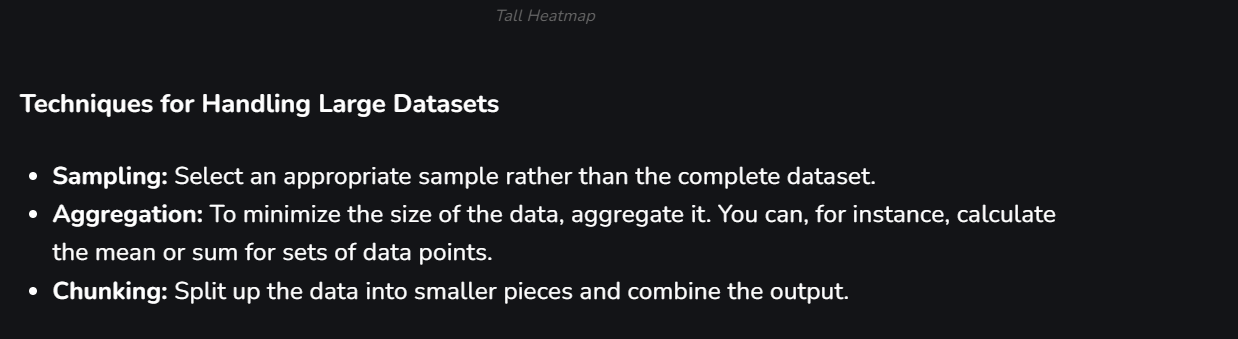 Tall Heatmap
Techniques for Handling Large Datasets
• Sampling: Select an appropriate sample rather than the complete dataset.
• Aggregation: To minimize the size of the data, aggregate it. You can, for instance, calculate
the mean or sum for sets of data points.
• Chunking: Split up the data into smaller pieces and combine the output.